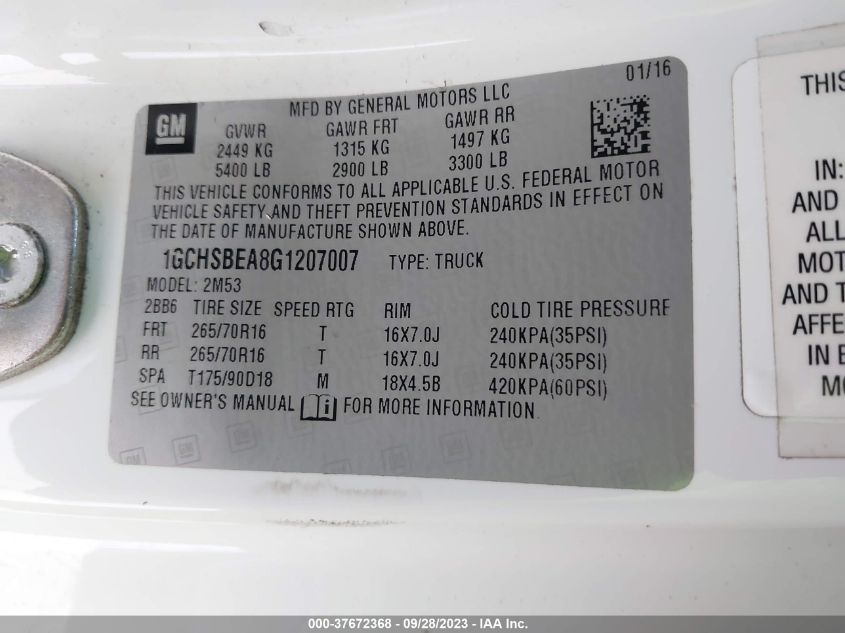 01/16
GM
MFD BY GENERAL MOTORS LLC
GVWR GAWR FRT GAWR RR
2449 KG 1315 KG 1497 KG
5400 LB 2900 LB 3300 LB
THIS VEHICLE CONFORMS TO ALL APPLICABLE U.S. FEDERAL MOTOR
VEHICLE SAFETY AND THEFT PREVENTION STANDARDS IN EFFECT ON
THE DATE OF MANUFACTURE SHOWN ABOVE.
1GCHSBEA8G1207007 TYPE: TRUCK
MODEL: 2M53
2BB6 TIRE SIZE SPEED RTG RIM COLD TIRE PRESSURE
FRT 265/70R16 T 16X7.0J 240KPA(35PSI)
RR 265/70R16 T 16X7.0J 240KPA(35PSI)
SPA T175/90D18 M 18X4.5B 420KPA(60PSI)
SEE OWNER'S MANUAL FOR MORE INFORMATION
THIS
IN:
AND
ALL
MOT
AND T
AFFE
IN E
MO
000-37672368 - 09/28/2023 - IAA Inc.